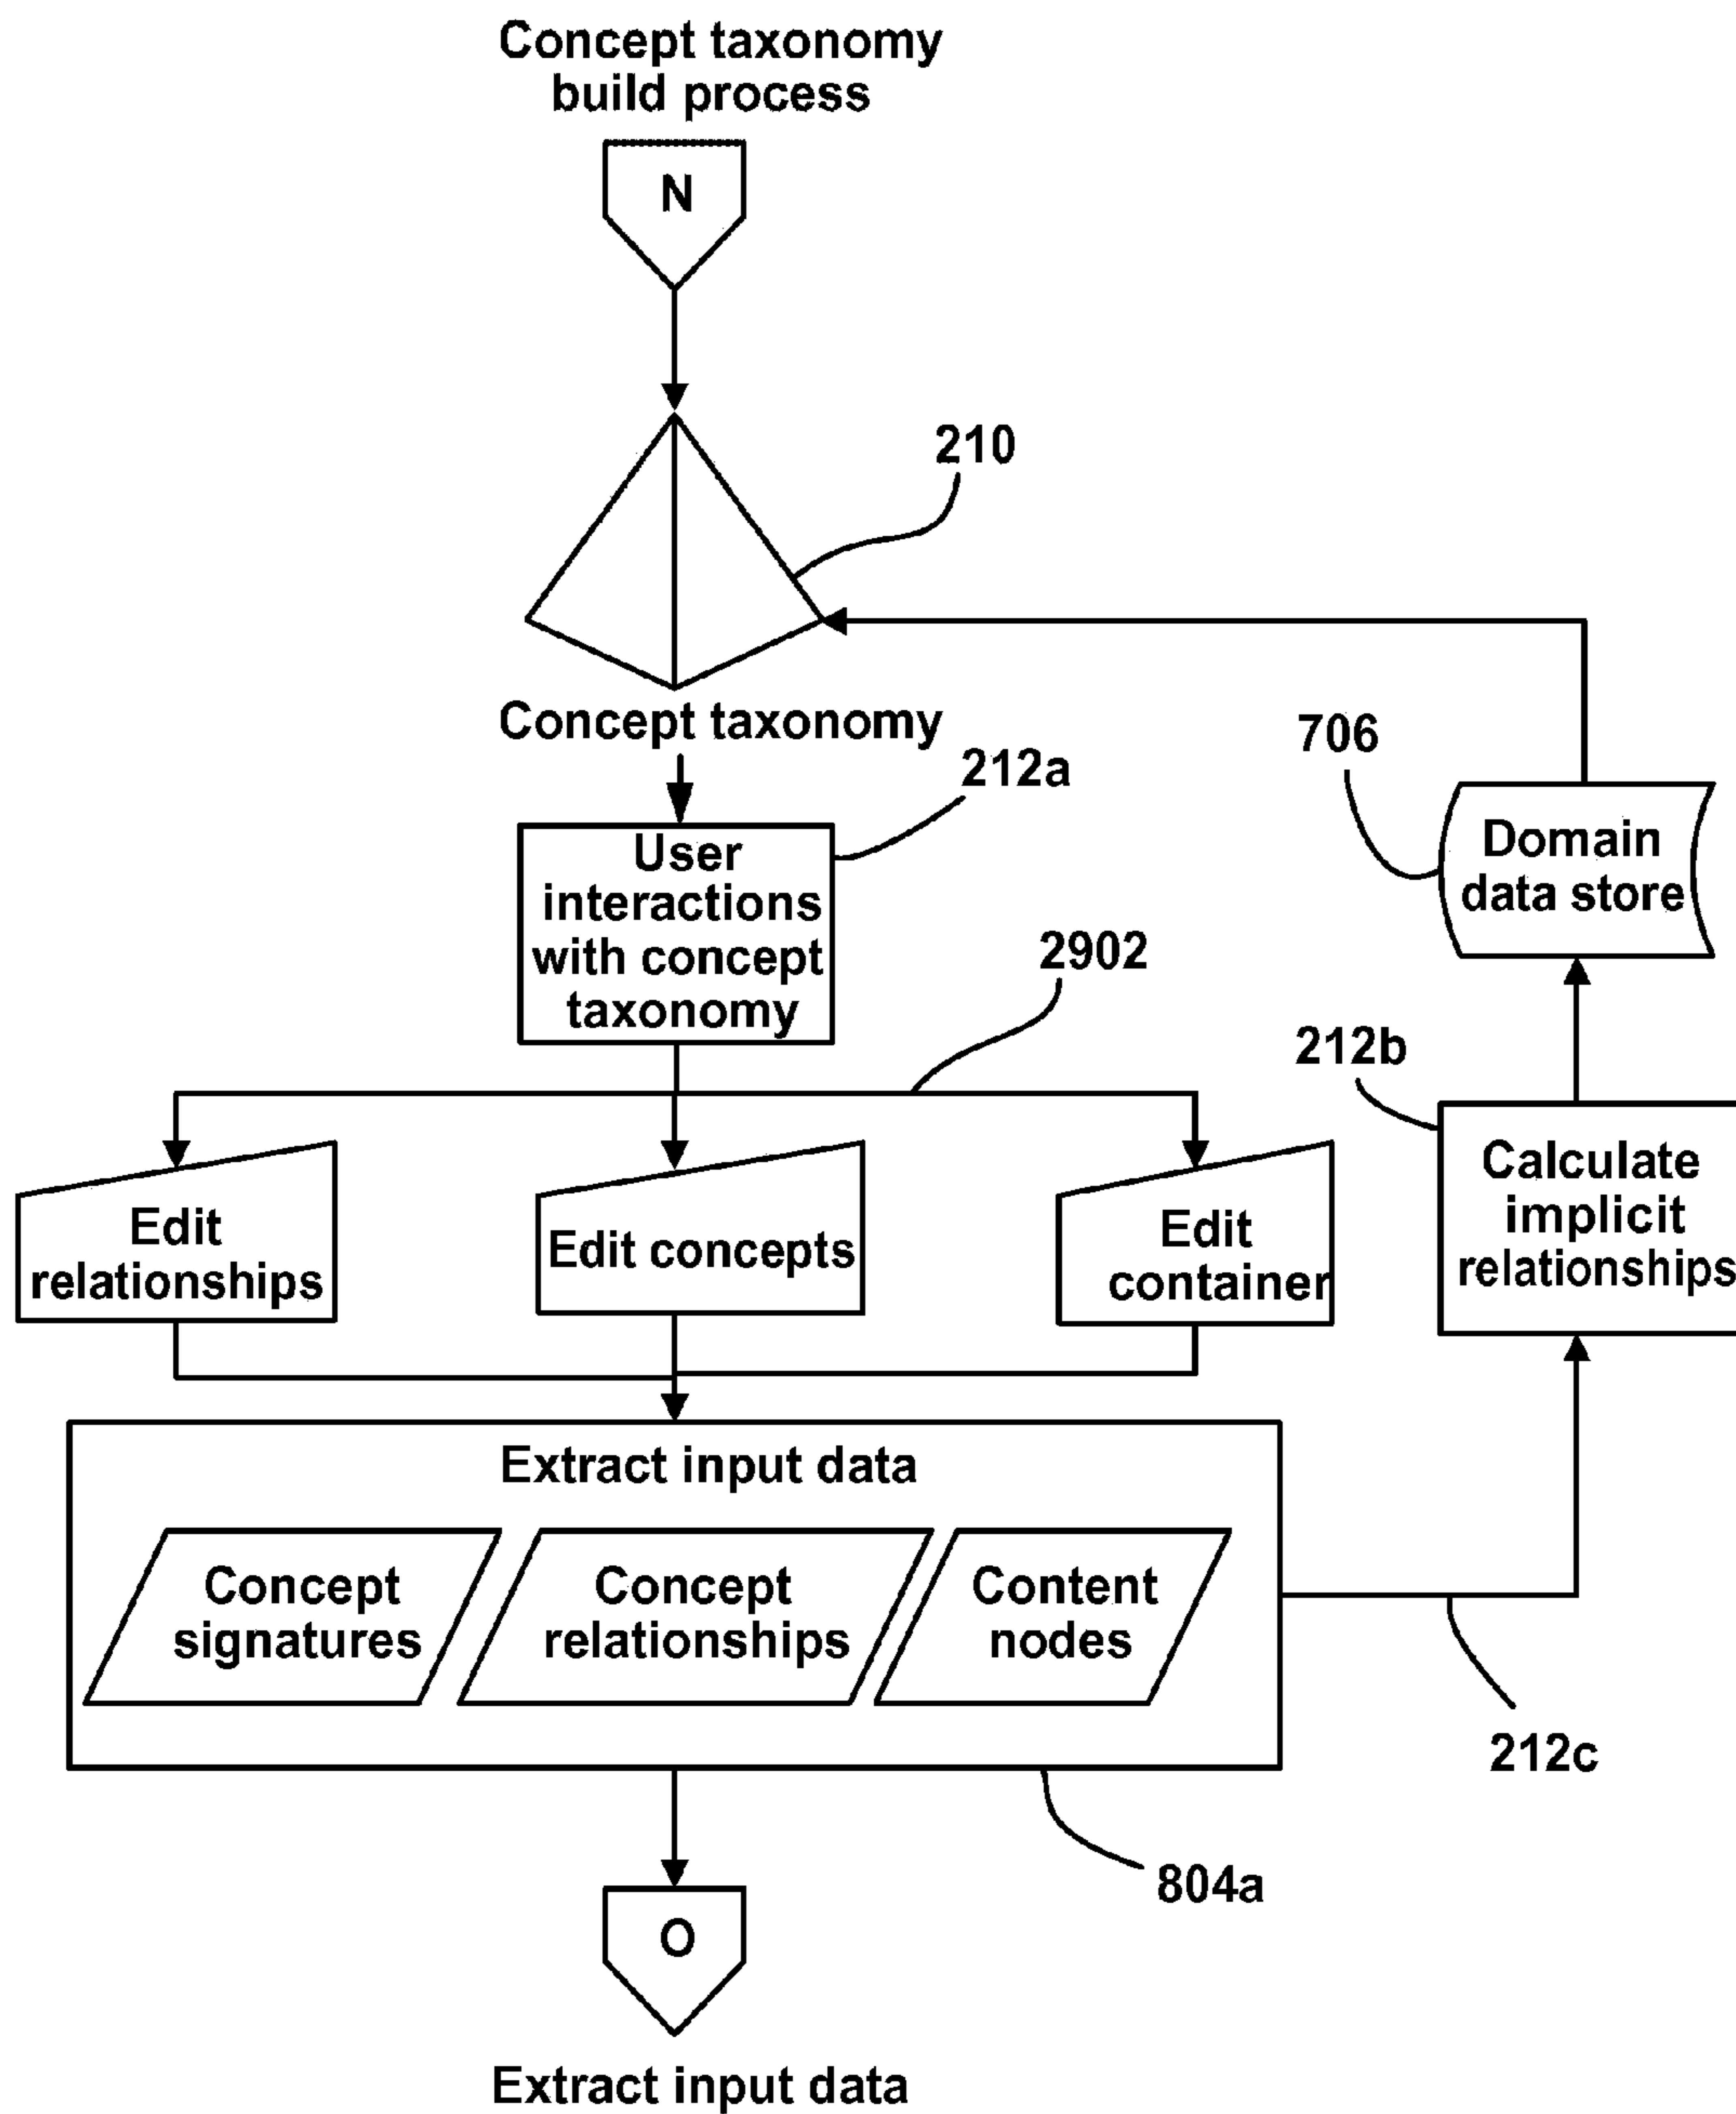 Concept taxonomy
build process
N
210
Concept taxonomy
706
212a
Domain
data store
User
interactions
with concept
taxonomy
2902
212b
Calculate
implicit
relationships
Edit
relationships
Edit concepts
Edit
container
Extract input data
Concept
signatures
Concept
relationships
Content
nodes
212c
804a
O
Extract input data